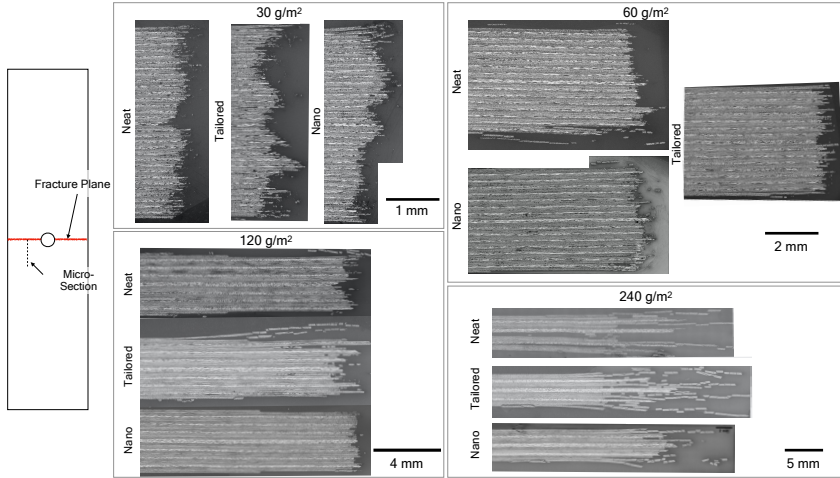 Fracture Plane
Micro-
Section
30 g/m²
Neat
Tailored
Nano
1 mm
60 g/m²
Neat
Nano
Tailored
2 mm
120 g/m²
Neat
Tailored
Nano
4 mm
240 g/m²
Neat
Tailored
Nano
5 mm